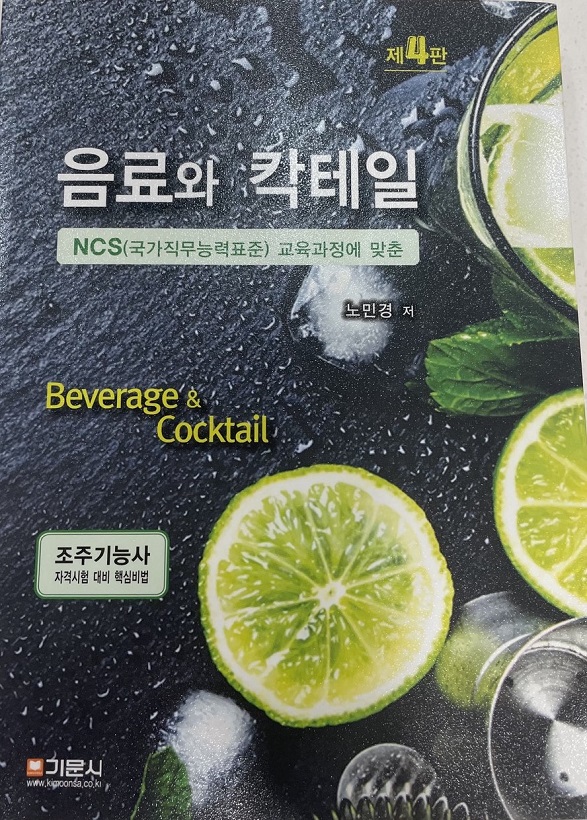 제4판
음료와 칵테일
NCS(국가직무능력표준) 교육과정에 맞춘
노민경 저
Beverage &
Cocktail
조주기능사
자격시험 대비 핵심비법
기문사
www.kimoonsa.co.kr